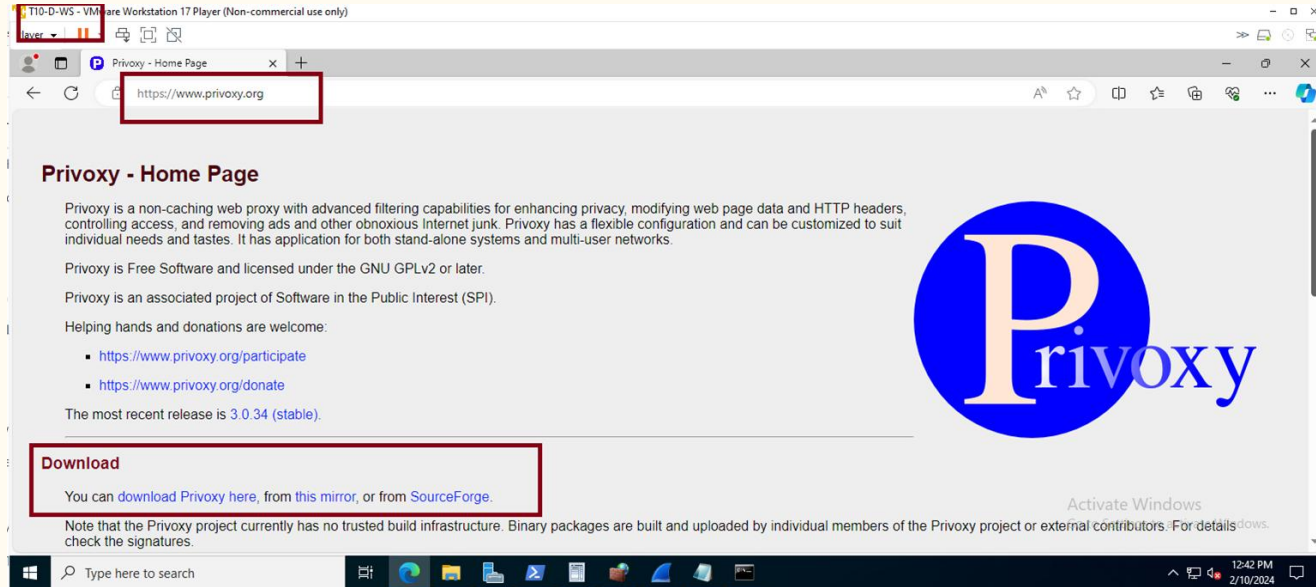 T10-D-WS - VMware Workstation 17 Player (Non-commercial use only)
Player
Privoxy - Home Page
https://www.privoxy.org
Privoxy - Home Page
Privoxy is a non-caching web proxy with advanced filtering capabilities for enhancing privacy, modifying web page data and HTTP headers,
controlling access, and removing ads and other obnoxious Internet junk. Privoxy has a flexible configuration and can be customized to suit
individual needs and tastes. It has application for both stand-alone systems and multi-user networks.
Privoxy is Free Software and licensed under the GNU GPLv2 or later.
Privoxy is an associated project of Software in the Public Interest (SPI).
Helping hands and donations are welcome:
▪ https://www.privoxy.org/participate
▪ https://www.privoxy.org/donate
The most recent release is 3.0.34 (stable).
Privoxy
Download
You can download Privoxy here, from this mirror, or from SourceForge.
Activate Windows
Note that the Privoxy project currently has no trusted build infrastructure. Binary packages are built and uploaded by individual members of the Privoxy project or external contributors. For details
check the signatures.
Type here to search
12:42 PM
2/10/2024